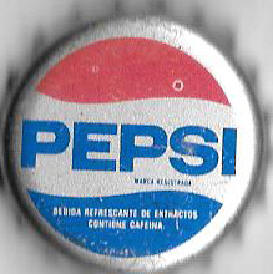 PEPSI
MARCA REGISTRADA
BEBIDA REFRESCANTE DE EXTRACTOS
CONTIENE CAFEINA.